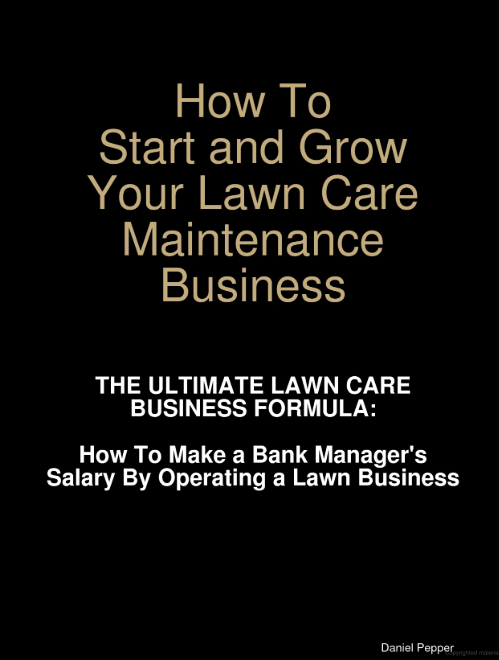 How To
Start and Grow
Your Lawn Care
Maintenance
Business
THE ULTIMATE LAWN CARE
BUSINESS FORMULA:
How To Make a Bank Manager's
Salary By Operating a Lawn Business
Daniel Pepper